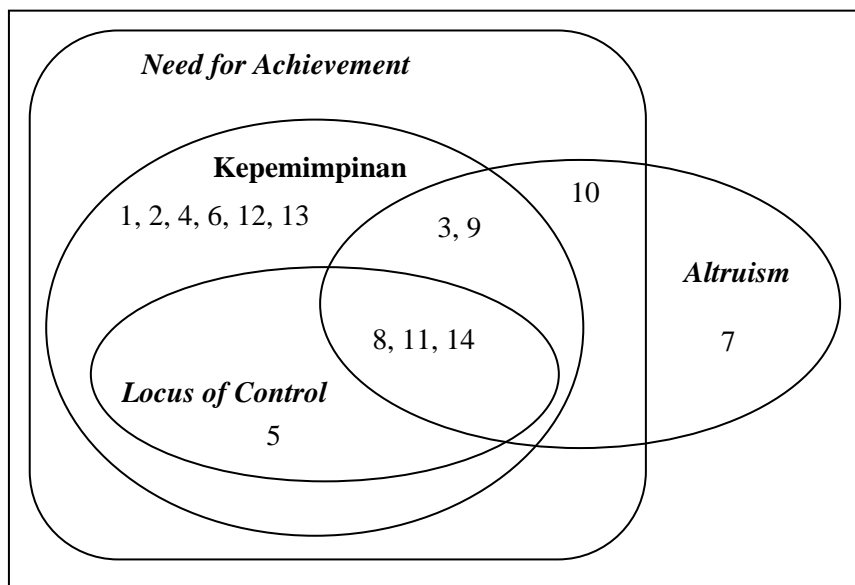 Need for Achievement
Kepemimpinan
1, 2, 4, 6, 12, 13
3, 9
10
Altruism
7
8, 11, 14
Locus of Control
5